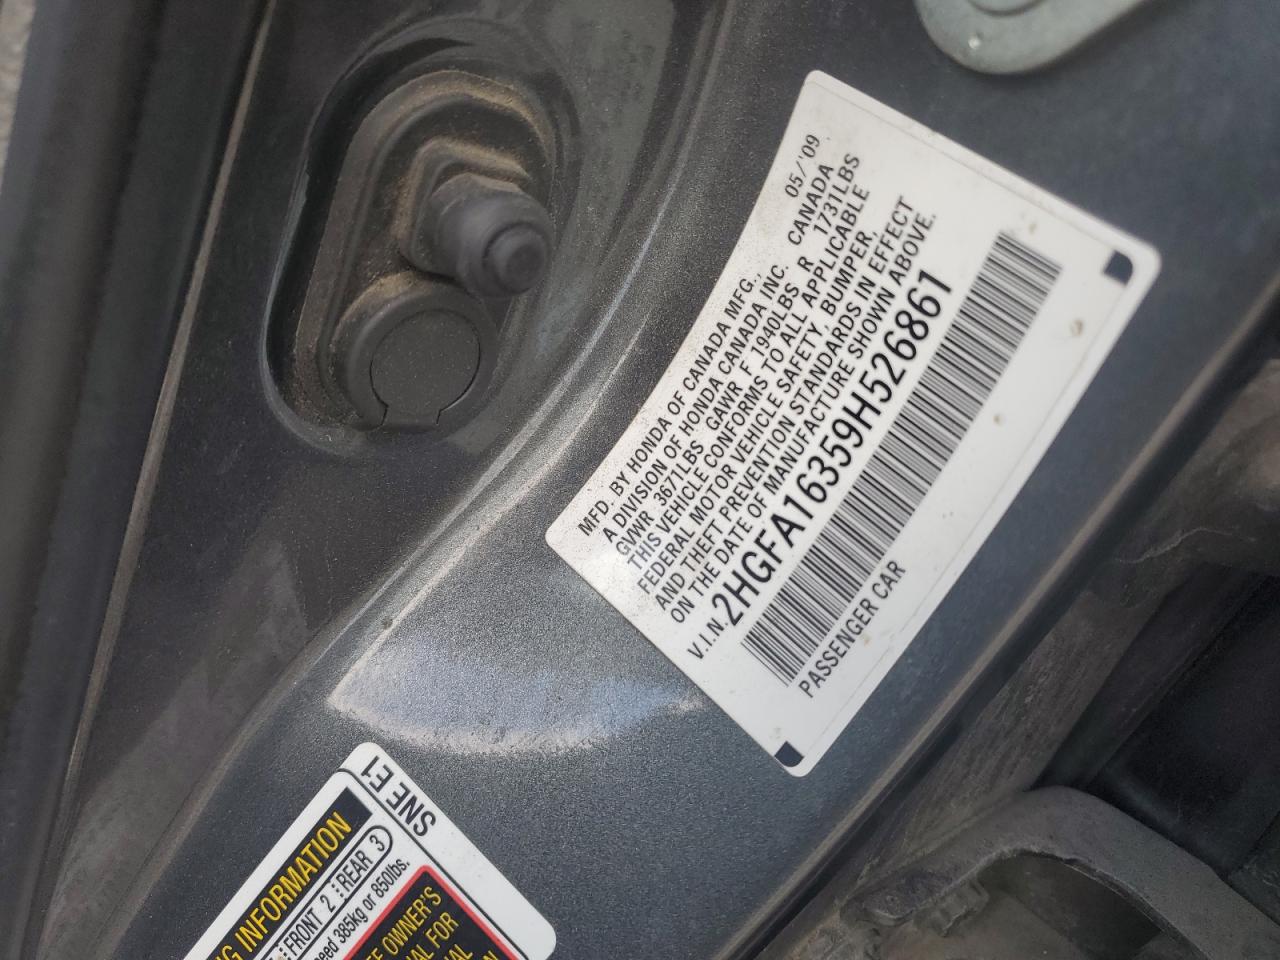 MFD. BY HONDA OF CANADA MFG., 05/'09
A DIVISION OF HONDA CANADA INC. CANADA
GVWR 3671LBS GAWR F 1940LBS R 1731LBS
THIS VEHICLE CONFORMS TO ALL APPLICABLE
FEDERAL MOTOR VEHICLE SAFETY, BUMPER,
AND THEFT PREVENTION STANDARDS IN EFFECT
ON THE DATE OF MANUFACTURE SHOWN ABOVE.
V.I.N. 2HGFA16359H526861
PASSENGER CAR
SNE E1
INFORMATION
FRONT 2 REAR 3
385kg or 850lbs.
OWNER'S
FOR